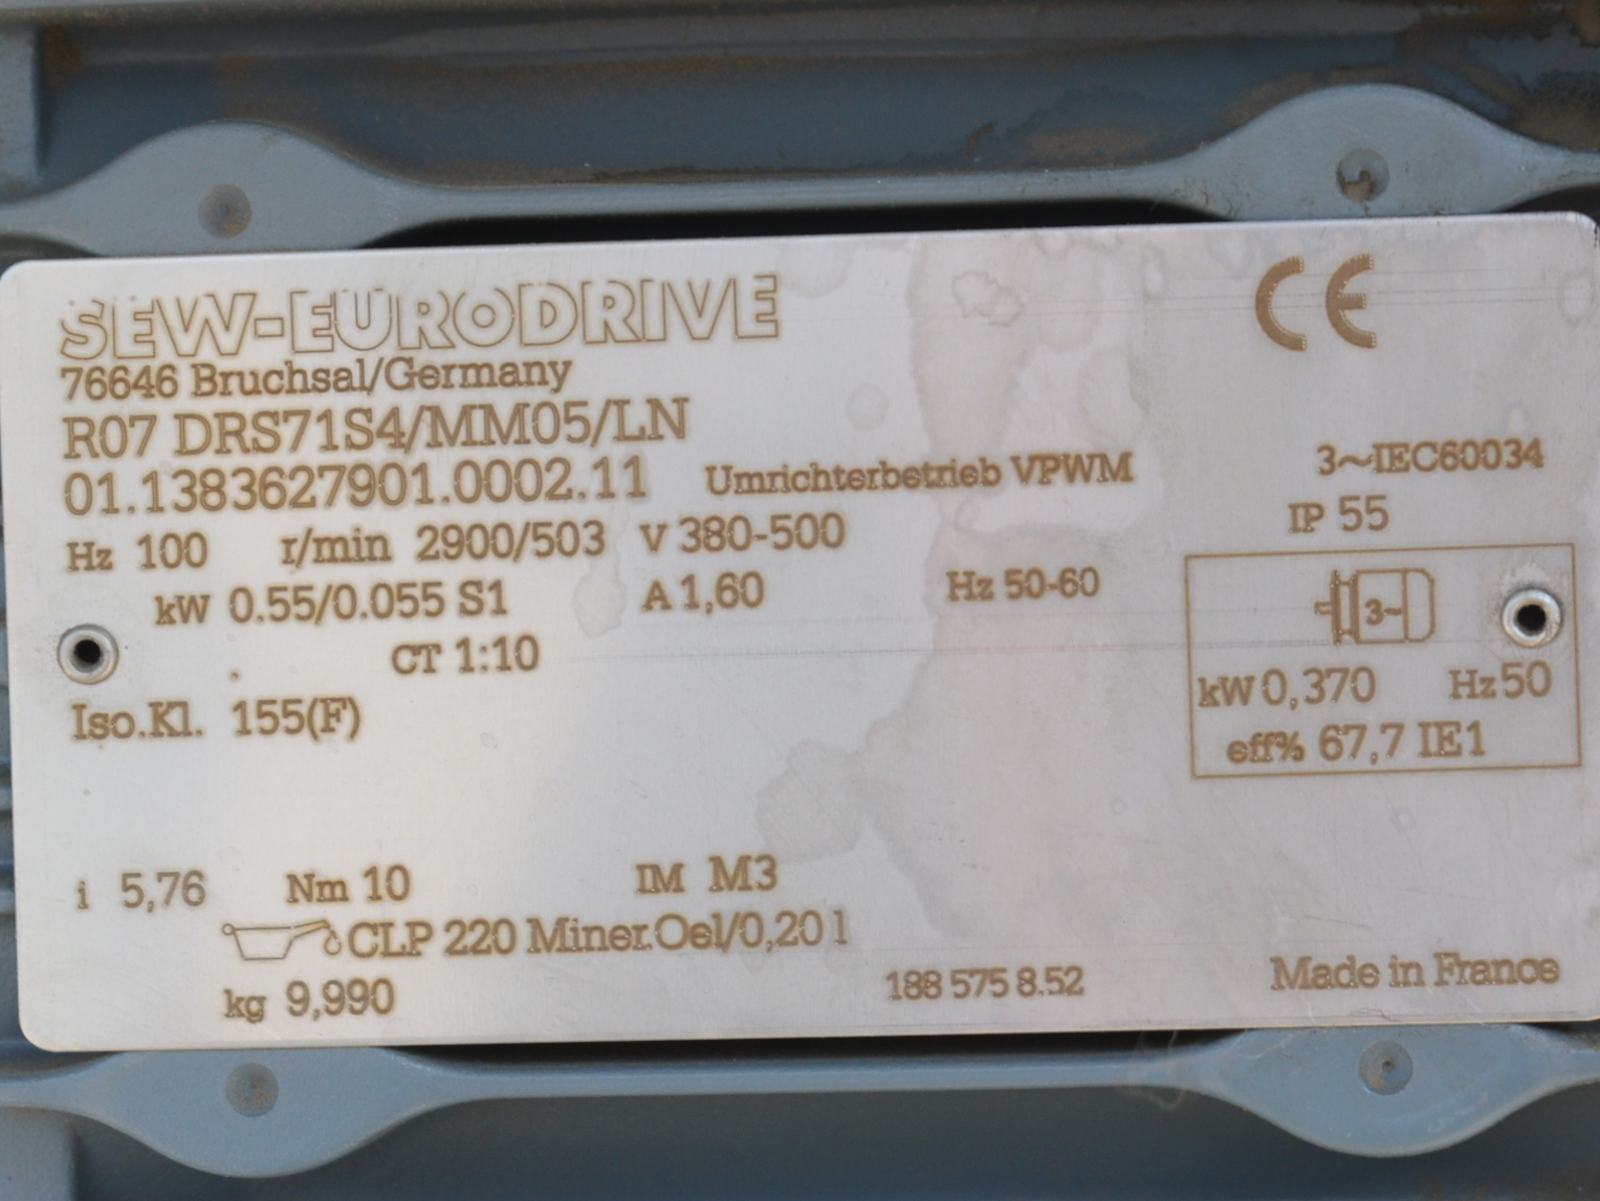 SEW-EURODRIVE CE
76646 Bruchsal/Germany
R07 DRS71S4/MM05/LN
01.1383627901.0002.11 Umrichterbetrieb VPWM 3~IEC60034
Hz 100 r/min 2900/503 V 380-500 IP 55
kW 0.55/0.055 S1 A 1,60 Hz 50-60
3~
CT 1:10
kW 0,370 Hz 50
Iso.Kl. 155(F)
eff% 67,7 IE1
i 5,76 Nm 10 IM M3
CLP 220 Miner.Oel/0,20 l
kg 9,990 188 575 8.52 Made in France